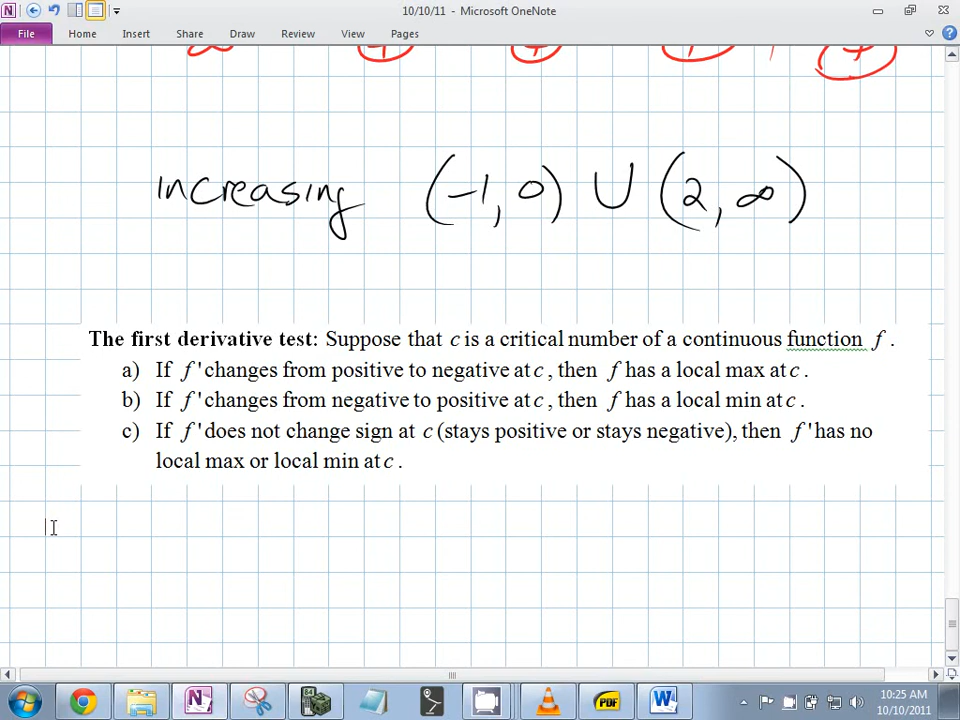 10/10/11 - Microsoft OneNote
File Home Insert Share Draw Review View Pages
+ + + +
Increasing (-1, 0) ∪ (2, ∞)
The first derivative test: Suppose that c is a critical number of a continuous function f .
a) If f ' changes from positive to negative at c , then f has a local max at c .
b) If f ' changes from negative to positive at c , then f has a local min at c .
c) If f ' does not change sign at c (stays positive or stays negative), then f ' has no
local max or local min at c .
PDF
10:25 AM
10/10/2011